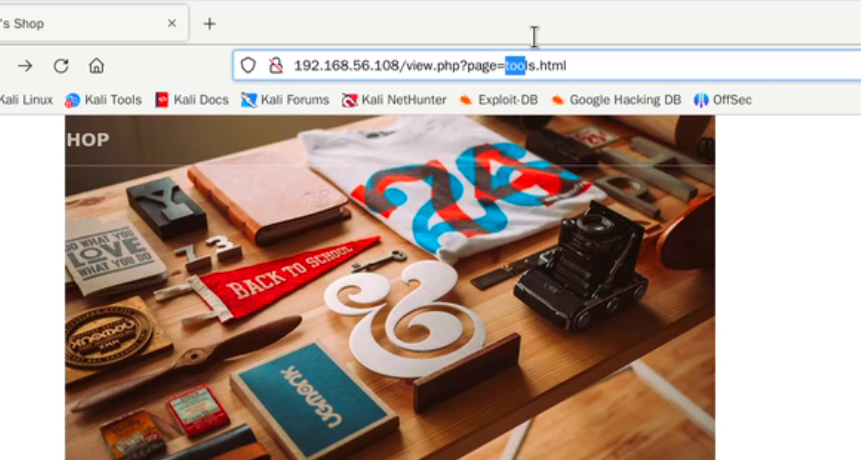 's Shop
192.168.56.108/view.php?page=tools.html
Kali Linux Kali Tools Kali Docs Kali Forums Kali NetHunter Exploit-DB Google Hacking DB OffSec
HOP
Y
26
DO WHAT YOU
LOVE
WHAT YOU DO
13
BACK TO SCHOOL
&
UGMONK